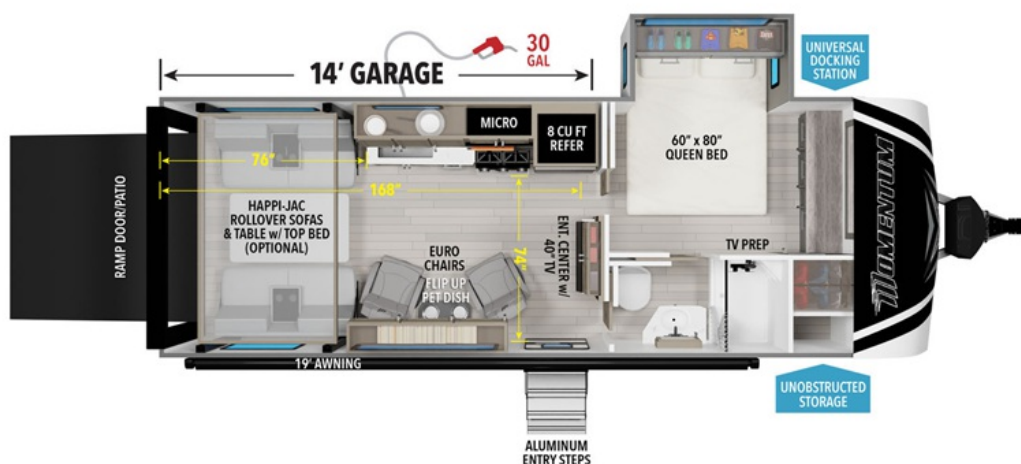 30
GAL
14' GARAGE
UNIVERSAL
DOCKING
STATION
MICRO
8 CU FT
REFER
60" x 80"
QUEEN BED
76"
168"
74"
RAMP DOOR/PATIO
HAPPI-JAC
ROLLOVER SOFAS
& TABLE w/ TOP BED
(OPTIONAL)
EURO
CHAIRS
FLIP UP
PET DISH
ENT. CENTER w/
40" TV
TV PREP
MOMENTUM
19' AWNING
UNOBSTRUCTED
STORAGE
ALUMINUM
ENTRY STEPS